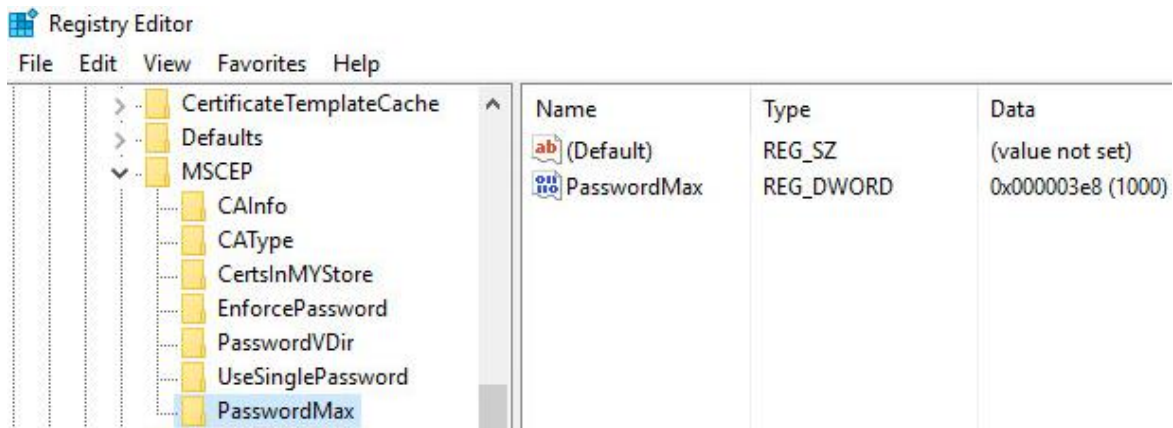 Registry Editor
File Edit View Favorites Help
CertificateTemplateCache
Defaults
MSCEP
CAInfo
CAType
CertsInMYStore
EnforcePassword
PasswordVDir
UseSinglePassword
PasswordMax
Name Type Data
(Default) REG_SZ (value not set)
PasswordMax REG_DWORD 0x000003e8 (1000)